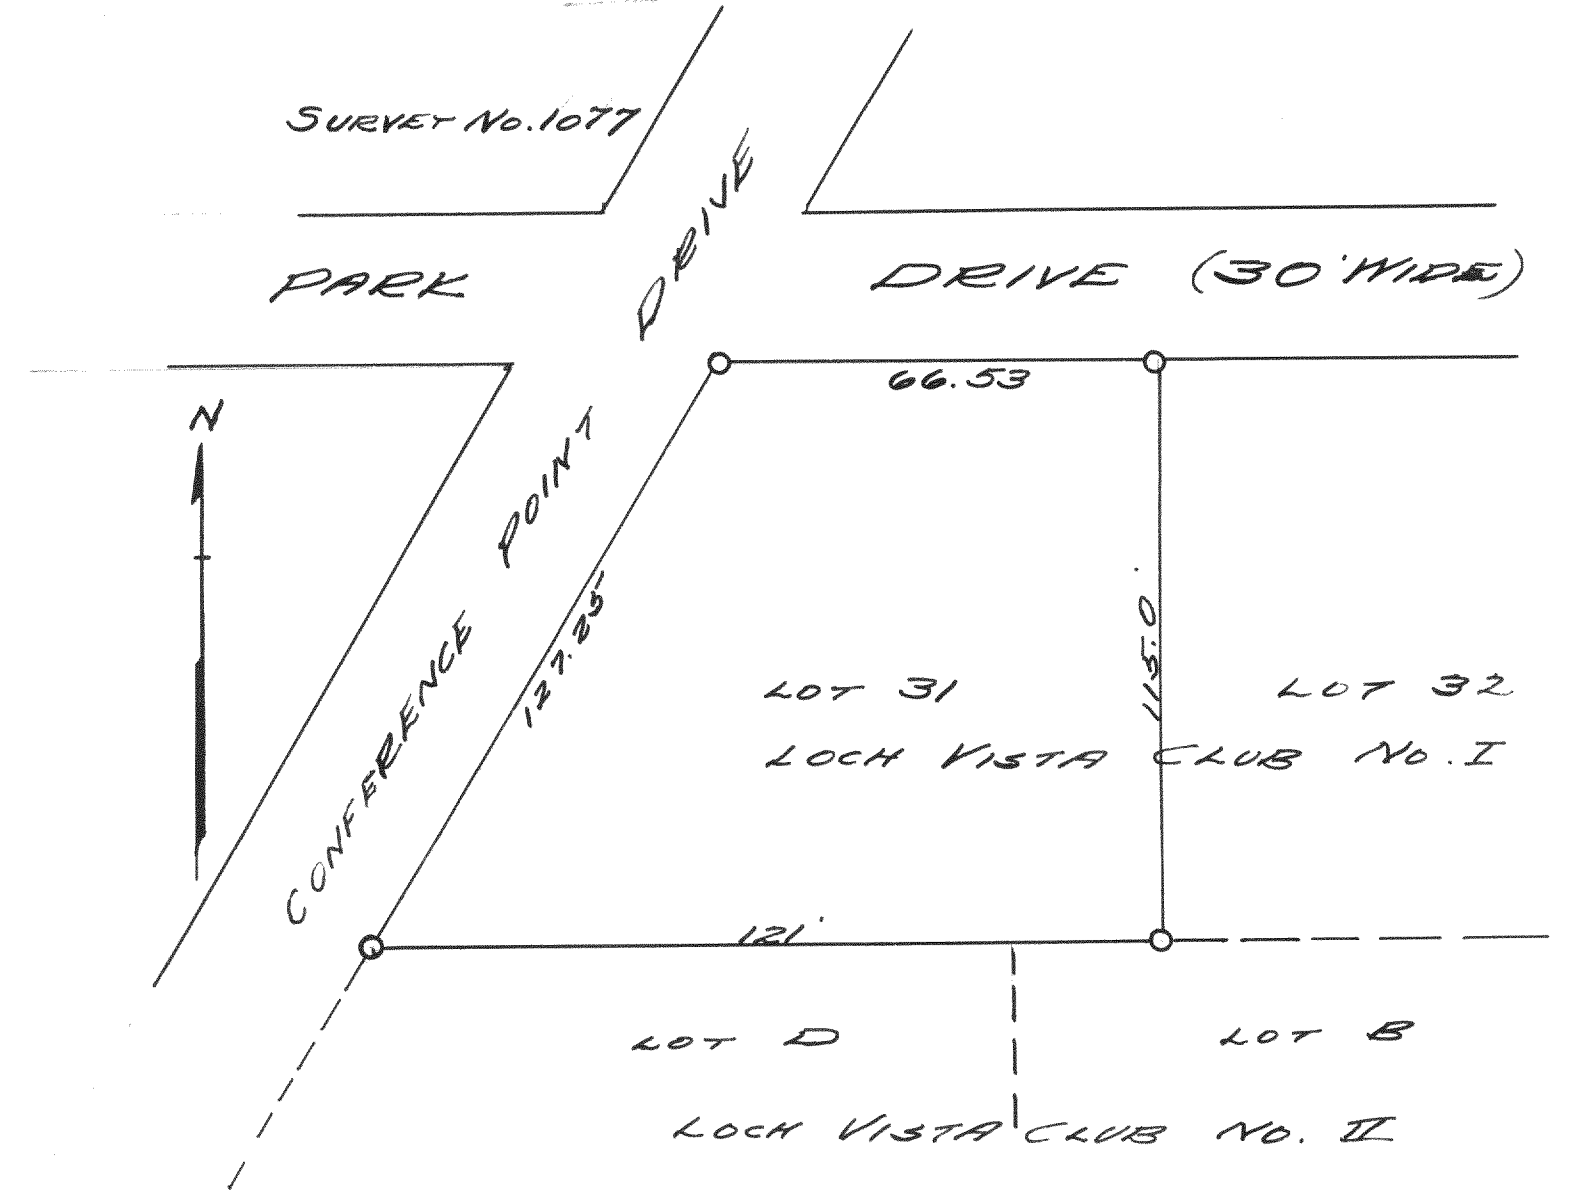 SURVEY No. 1077
PARK DRIVE (30' WIDE)
CONFERENCE POINT DRIVE
N
66.53
127.25
115.0'
LOT 31
LOT 32
LOCH VISTA CLUB No. I
121'
LOT D
LOT B
LOCH VISTA CLUB No. II